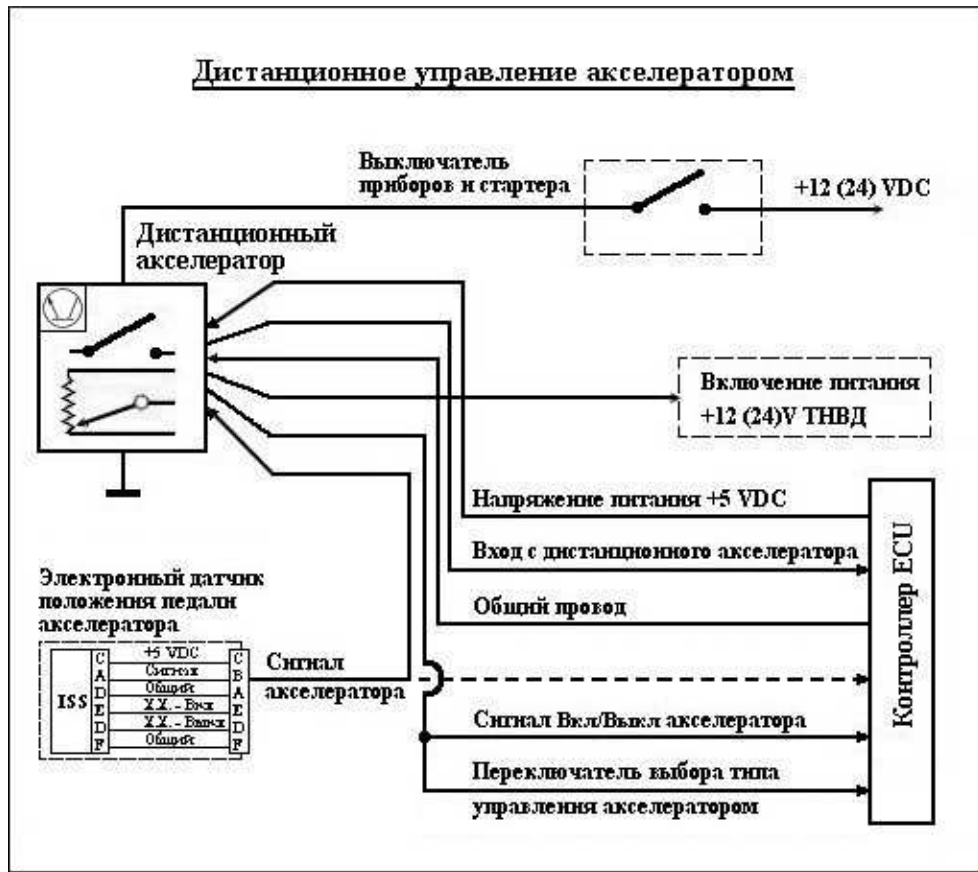 Дистанционное управление акселератором
Выключатель
приборов и стартера
+12 (24) VDC
Дистанционный
акселератор
Включение питания
+12 (24)V ТНВД
Напряжение питания +5 VDC
Вход с дистанционного акселератора
Общий провод
Контроллер ECU
Электронный датчик
положения педали
акселератора
ISS
C
A
D
E
D
F
+5 VDC
Сигнал
Общий
X.X. - Вкл
X.X. - Выкл
Общий
C
B
A
E
D
F
Сигнал
акселератора
Сигнал Вкл/Выкл акселератора
Переключатель выбора типа
управления акселератором